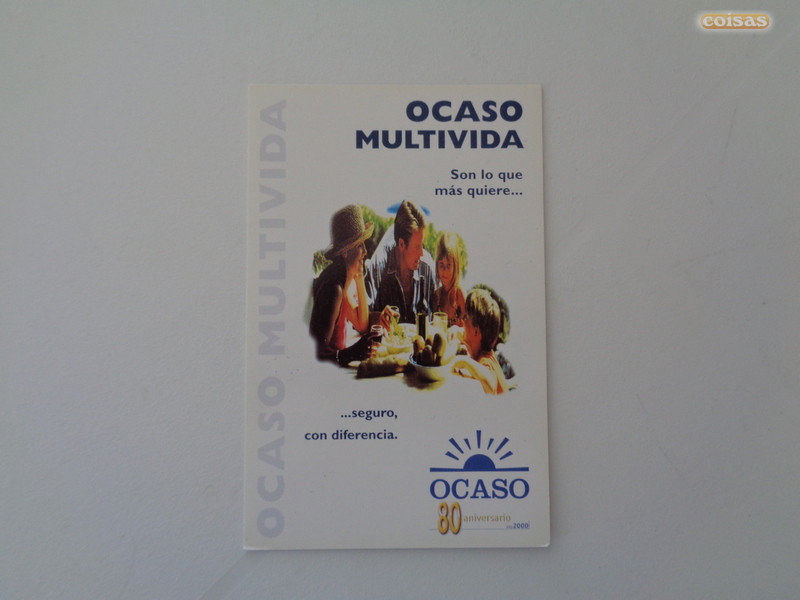 coisas
OCASO MULTIVIDA
OCASO
MULTIVIDA
Son lo que
más quiere...
...seguro,
con diferencia.
OCASO
80 aniversario
2000